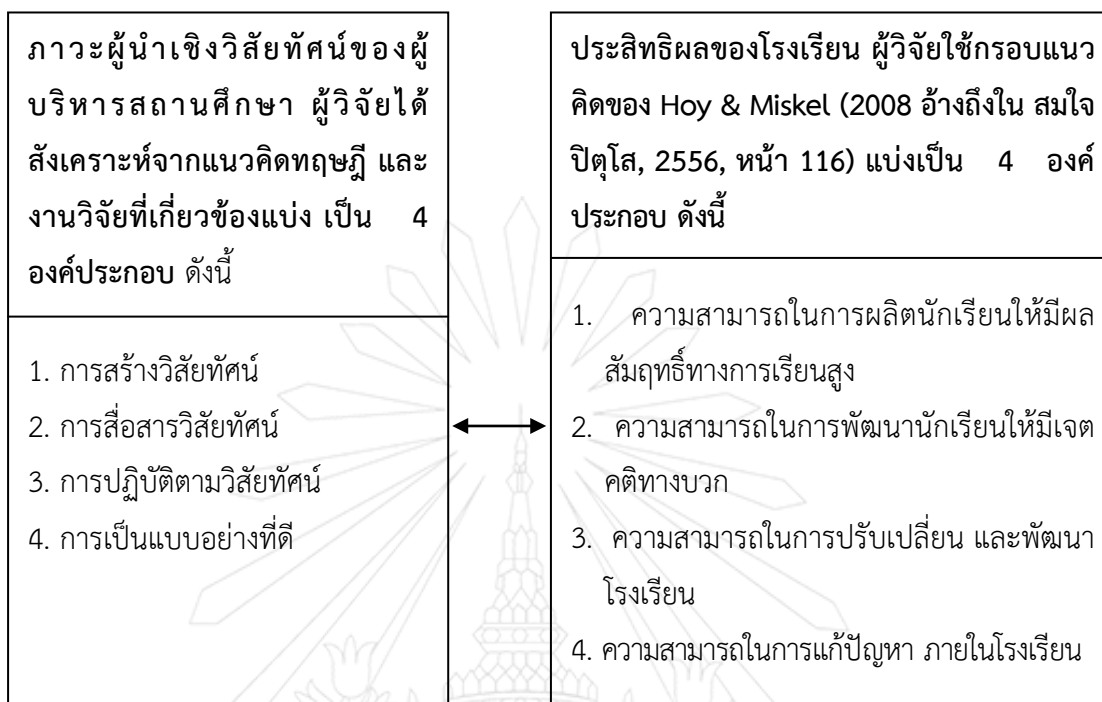 ภาวะผู้นำเชิงวิสัยทัศน์ของผู้
บริหารสถานศึกษา ผู้วิจัยได้
สังเคราะห์จากแนวคิดทฤษฎี และ
งานวิจัยที่เกี่ยวข้องแบ่ง เป็น 4
องค์ประกอบ ดังนี้
1. การสร้างวิสัยทัศน์
2. การสื่อสารวิสัยทัศน์
3. การปฏิบัติตามวิสัยทัศน์
4. การเป็นแบบอย่างที่ดี
ประสิทธิผลของโรงเรียน ผู้วิจัยใช้กรอบแนว
คิดของ Hoy & Miskel (2008 อ้างถึงใน สมใจ
ปิตุโส, 2556, หน้า 116) แบ่งเป็น 4 องค์
ประกอบ ดังนี้
1. ความสามารถในการผลิตนักเรียนให้มีผล
สัมฤทธิ์ทางการเรียนสูง
2. ความสามารถในการพัฒนานักเรียนให้มีเจต
คติทางบวก
3. ความสามารถในการปรับเปลี่ยน และพัฒนา
โรงเรียน
4. ความสามารถในการแก้ปัญหา ภายในโรงเรียน